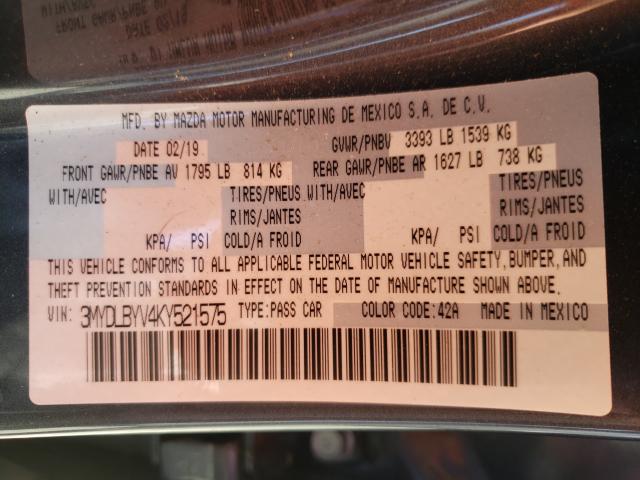 MFD. BY MAZDA MOTOR MANUFACTURING DE MEXICO S.A. DE C.V.
DATE 02/19 GVWR/PNBV 3393 LB 1539 KG
FRONT GAWR/PNBE AV 1795 LB 814 KG REAR GAWR/PNBE AR 1627 LB 738 KG
WITH/AVEC TIRES/PNEUS WITH/AVEC TIRES/PNEUS
RIMS/JANTES RIMS/JANTES
KPA/ PSI COLD/A FROID KPA/ PSI COLD/A FROID
THIS VEHICLE CONFORMS TO ALL APPLICABLE FEDERAL MOTOR VEHICLE SAFETY, BUMPER, AND
THEFT PREVENTION STANDARDS IN EFFECT ON THE DATE OF MANUFACTURE SHOWN ABOVE.
VIN: 3MYDLBYV4KY521575 TYPE:PASS CAR COLOR CODE:42A MADE IN MEXICO